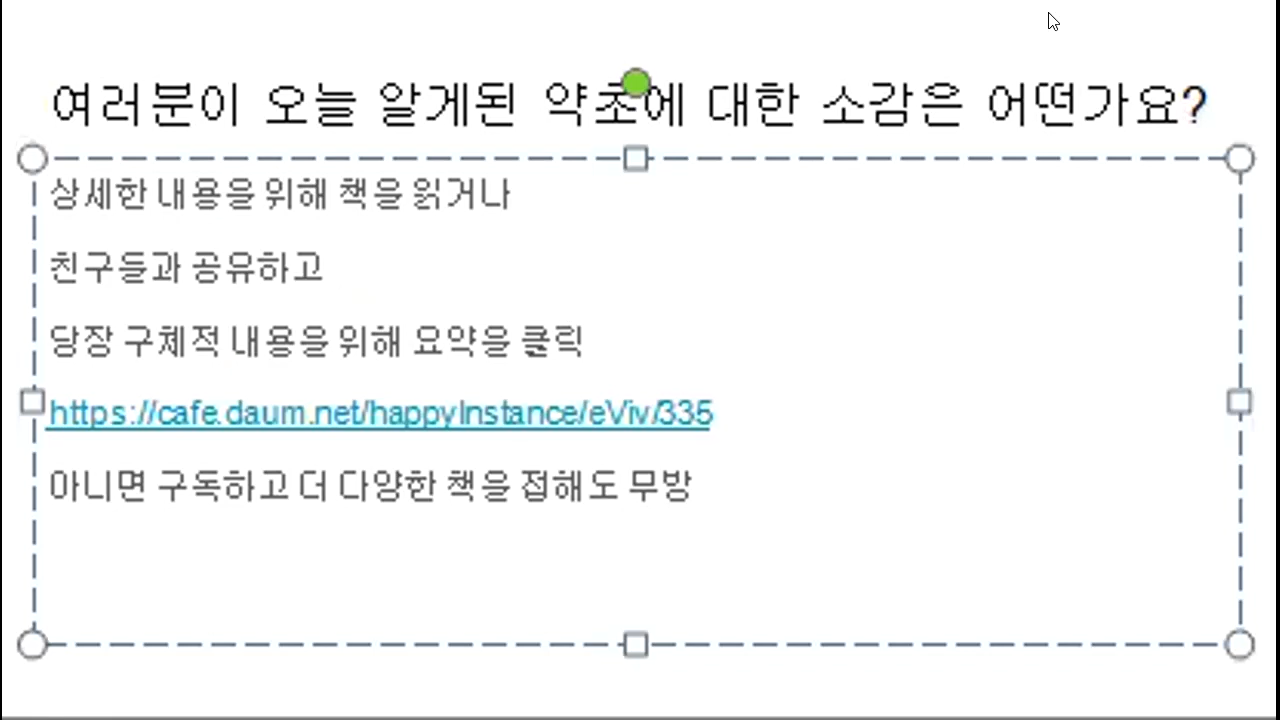 여러분이 오늘 알게된 약초에 대한 소감은 어떤가요?
상세한 내용을 위해 책을 읽거나
친구들과 공유하고
당장 구체적 내용을 위해 요약을 클릭
https://cafe.daum.net/happyInstance/eViv/335
아니면 구독하고 더 다양한 책을 접해도 무방